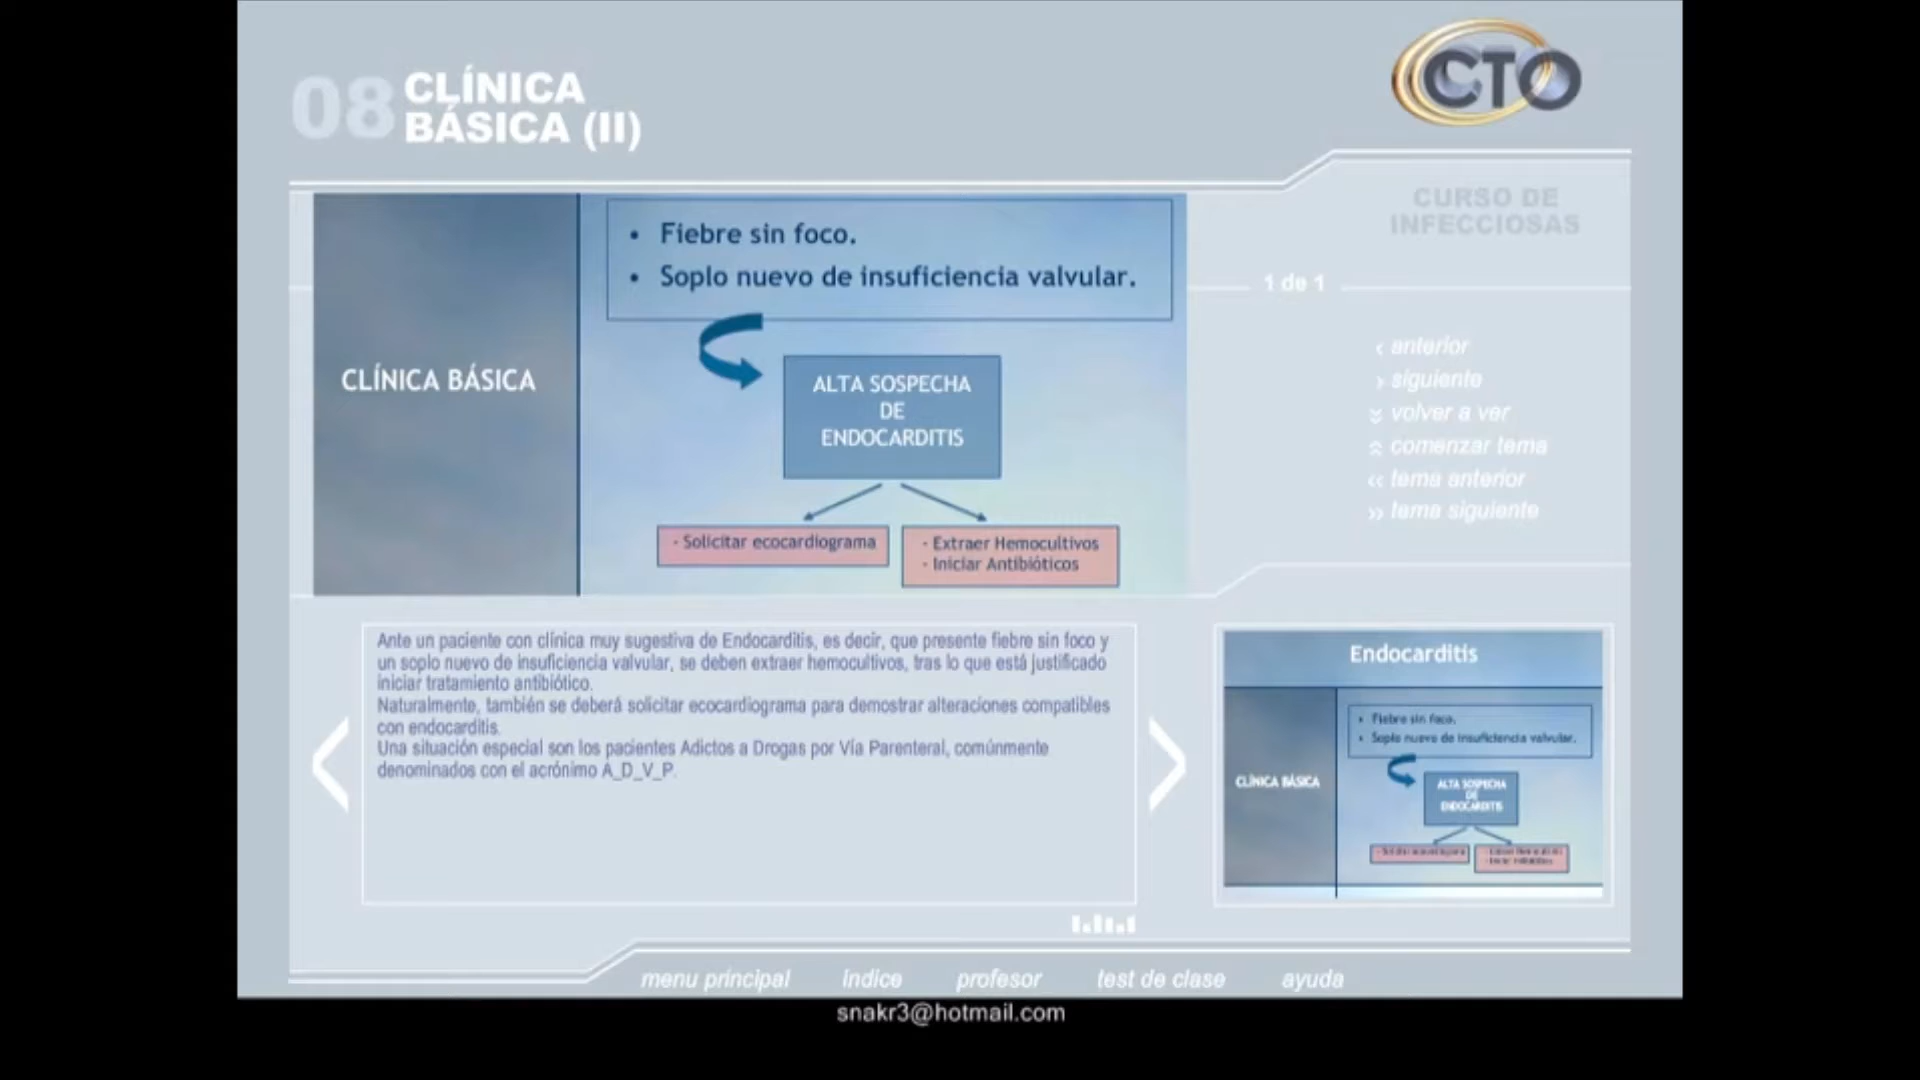 08 CLÍNICA
BÁSICA (II)
CTO
CURSO DE
INFECCIOSAS
1 de 1
‹ anterior
› siguiente
volver a ver
comenzar tema
‹‹ tema anterior
›› tema siguiente
CLÍNICA BÁSICA
• Fiebre sin foco.
• Soplo nuevo de insuficiencia valvular.
ALTA SOSPECHA
DE
ENDOCARDITIS
- Solicitar ecocardiograma
- Extraer Hemocultivos
- Iniciar Antibióticos
Ante un paciente con clínica muy sugestiva de Endocarditis, es decir, que presente fiebre sin foco y
un soplo nuevo de insuficiencia valvular, se deben extraer hemocultivos, tras lo que está justificado
iniciar tratamiento antibiótico.
Naturalmente, también se deberá solicitar ecocardiograma para demostrar alteraciones compatibles
con endocarditis.
Una situación especial son los pacientes Adictos a Drogas por Vía Parenteral, comúnmente
denominados con el acrónimo A_D_V_P.
Endocarditis
• Fiebre sin foco.
• Soplo nuevo de insuficiencia valvular.
CLÍNICA BÁSICA
ALTA SOSPECHA
DE
ENDOCARDITIS
menu principal
índice
profesor
test de clase
ayuda
snakr3@hotmail.com